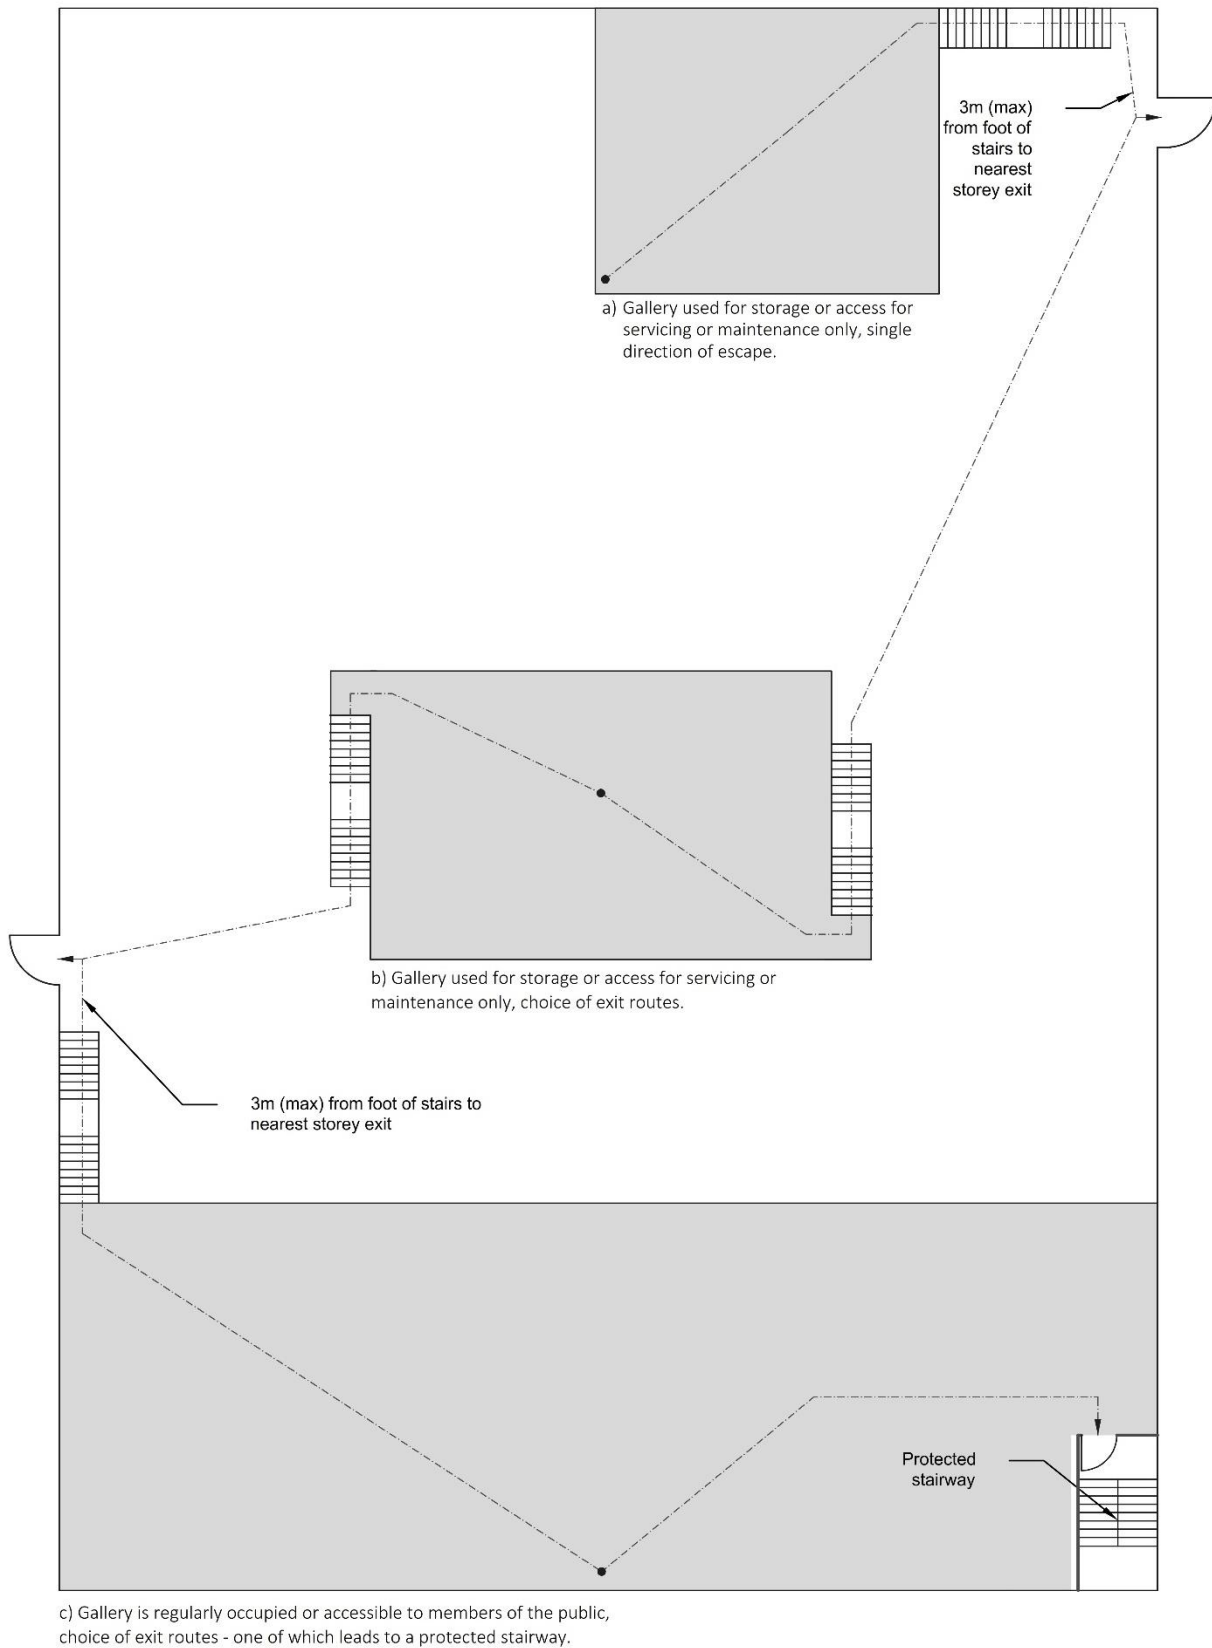 3m (max)
from foot of
stairs to
nearest
storey exit
a) Gallery used for storage or access for
servicing or maintenance only, single
direction of escape.
b) Gallery used for storage or access for servicing or
maintenance only, choice of exit routes.
3m (max) from foot of stairs to
nearest storey exit
Protected
stairway
c) Gallery is regularly occupied or accessible to members of the public,
choice of exit routes - one of which leads to a protected stairway.